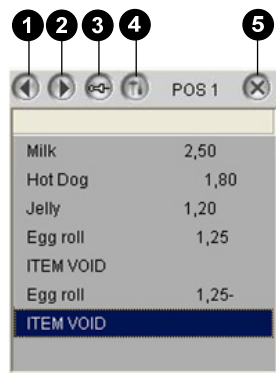 1 2 3 4 5
POS 1
Milk 2,50
Hot Dog 1,80
Jelly 1,20
Egg roll 1,25
ITEM VOID
Egg roll 1,25-
ITEM VOID